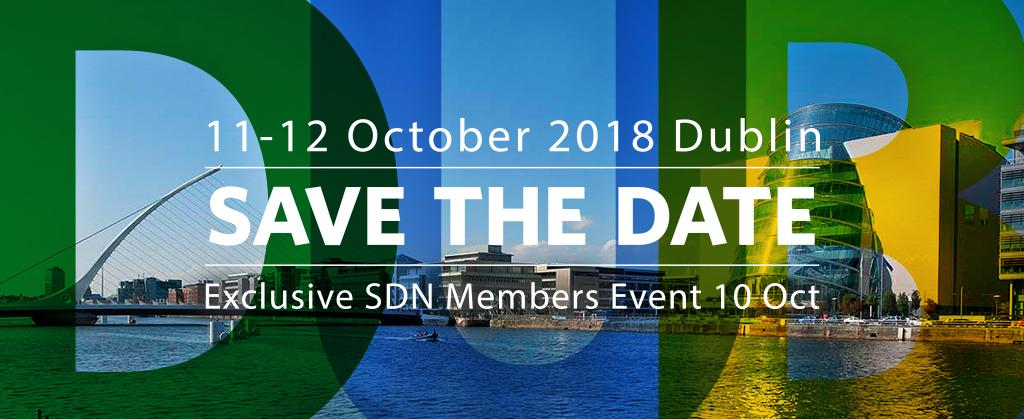 DUB
11-12 October 2018 Dublin
SAVE THE DATE
Exclusive SDN Members Event 10 Oct